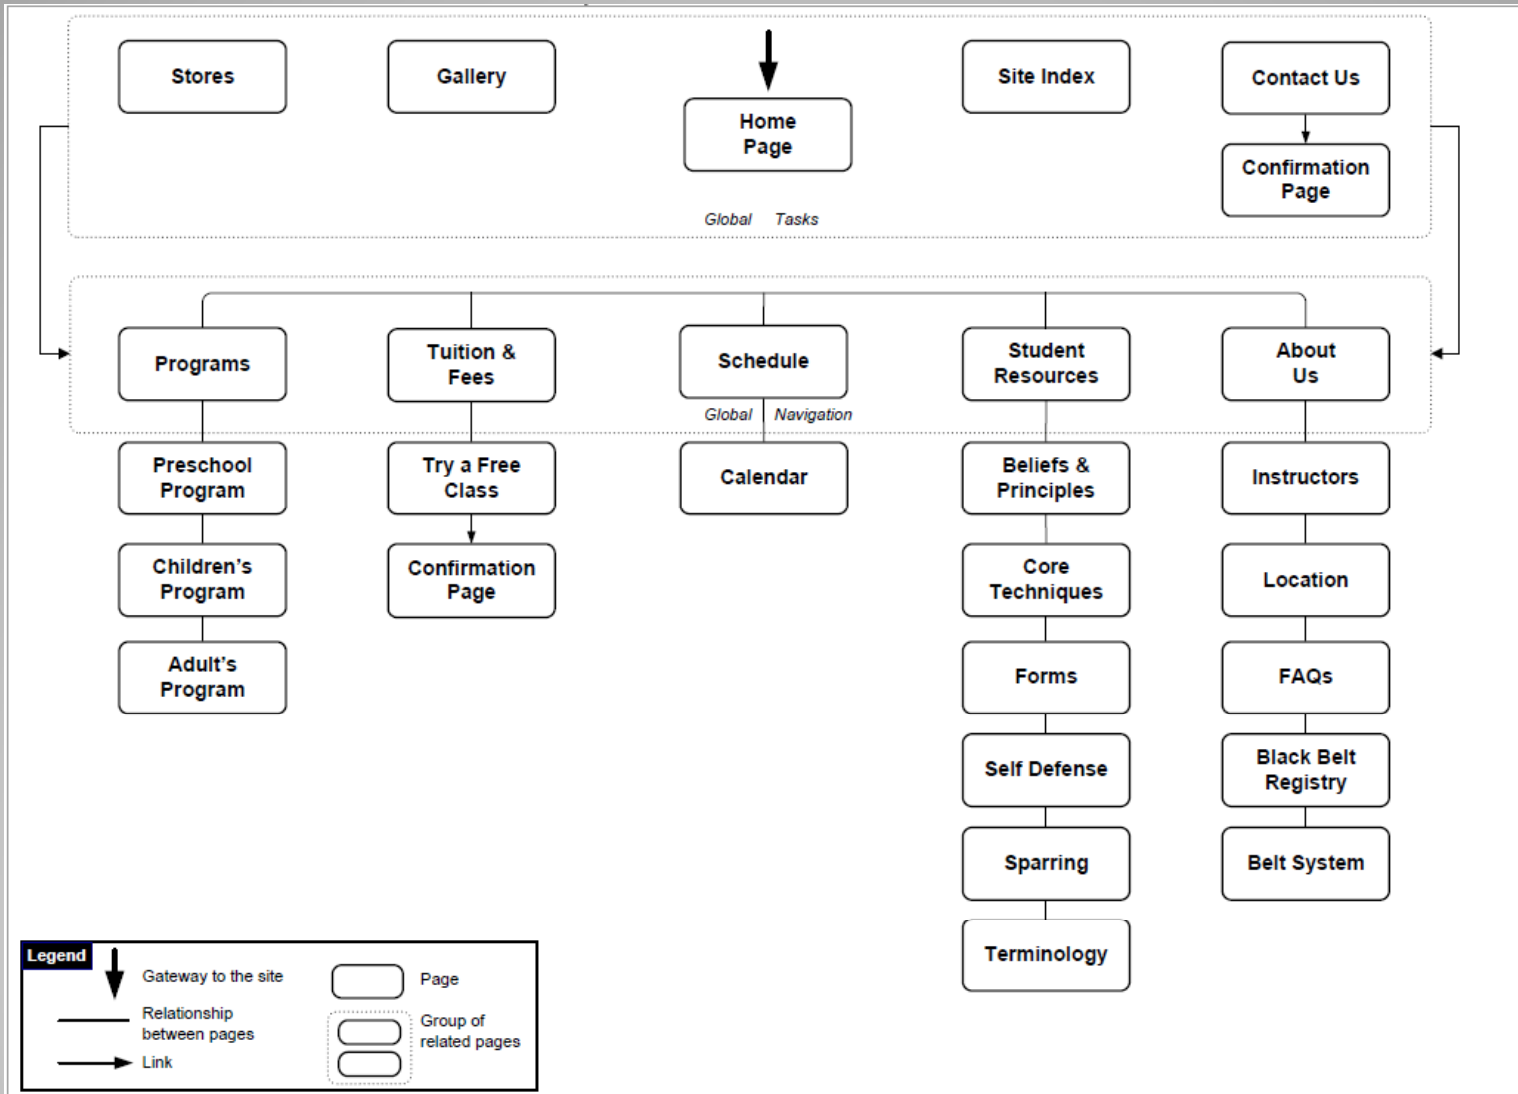 Stores
Gallery
Home
Page
Site Index
Contact Us
Confirmation
Page
Global Tasks
Programs
Tuition &
Fees
Schedule
Student
Resources
About
Us
Global Navigation
Preschool
Program
Try a Free
Class
Calendar
Beliefs &
Principles
Instructors
Children's
Program
Confirmation
Page
Core
Techniques
Location
Adult's
Program
Forms
FAQs
Self Defense
Black Belt
Registry
Sparring
Belt System
Terminology
Legend
Gateway to the site
Page
Relationship
between pages
Group of
related pages
Link